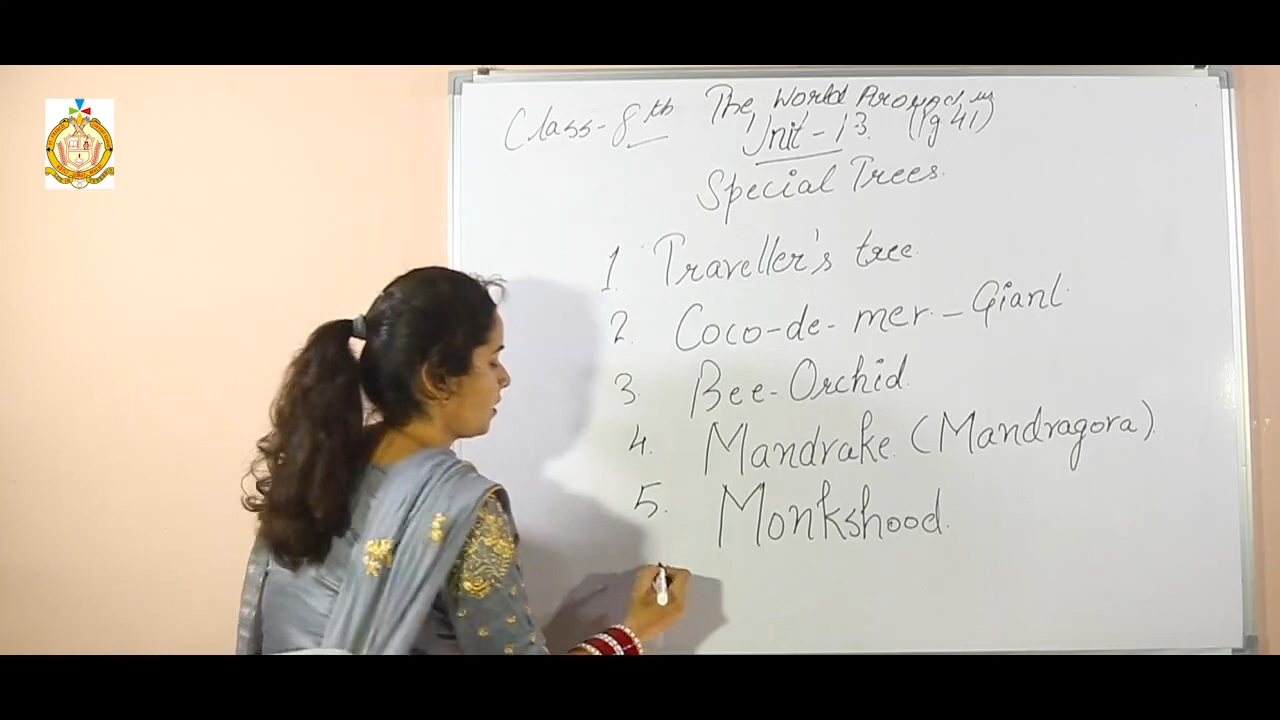 Class-8th The World Around us
Unit-13. (Pg 41)
Special Trees.
1. Traveller's tree.
2. Coco-de-mer.-Giant.
3. Bee-Orchid.
4. Mandrake. (Mandragora).
5. Monkshood.